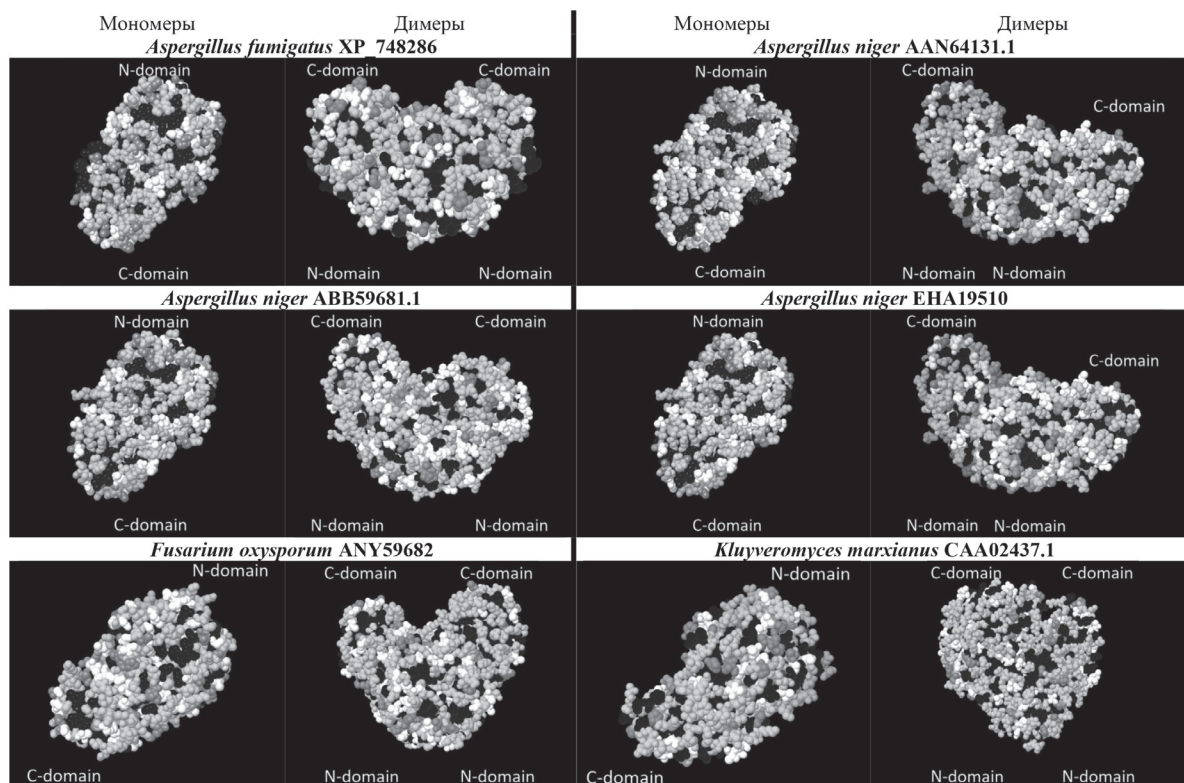 Мономеры Димеры Мономеры Димеры
Aspergillus fumigatus XP_748286 Aspergillus niger AAN64131.1
N-domain C-domain C-domain N-domain C-domain
C-domain
C-domain N-domain N-domain C-domain N-domain N-domain
Aspergillus niger ABB59681.1 Aspergillus niger EHA19510
N-domain C-domain C-domain N-domain C-domain
C-domain
C-domain N-domain N-domain C-domain N-domain N-domain
Fusarium oxysporum ANY59682 Kluyveromyces marxianus CAA02437.1
N-domain C-domain C-domain N-domain C-domain C-domain
C-domain N-domain N-domain C-domain N-domain N-domain